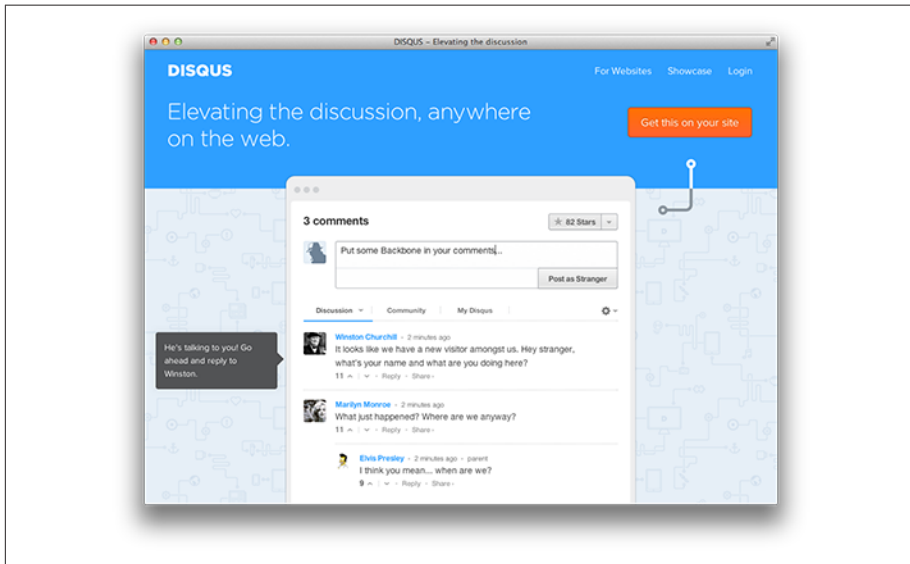 DISQUS – Elevating the discussion
DISQUS
For Websites Showcase Login
Elevating the discussion, anywhere
on the web.
Get this on your site
3 comments
82 Stars
Put some Backbone in your comments...
Post as Stranger
Discussion Community My Disqus
He's talking to you! Go
ahead and reply to
Winston.
Winston Churchill • 2 minutes ago
It looks like we have a new visitor amongst us. Hey stranger,
what's your name and what are you doing here?
11 Reply • Share ›
Marilyn Monroe • 2 minutes ago
What just happened? Where are we anyway?
11 Reply • Share ›
Elvis Presley • 2 minutes ago • parent
I think you mean... when are we?
9 Reply • Share ›